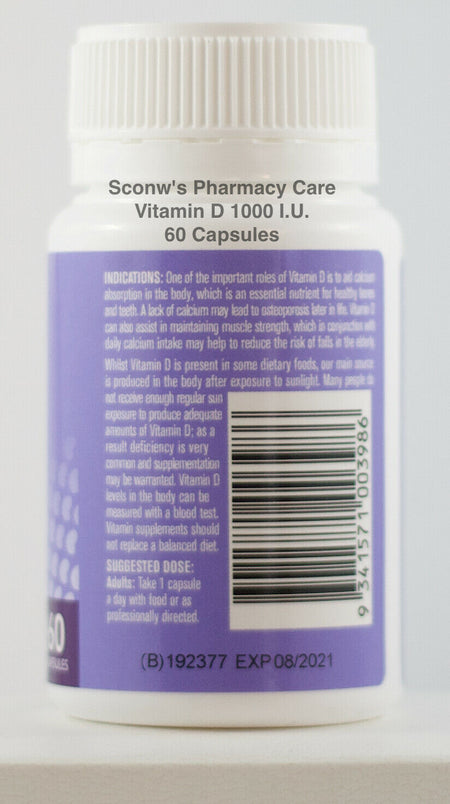 Sconw's Pharmacy Care
Vitamin D 1000 I.U.
60 Capsules
INDICATIONS: One of the important roles of Vitamin D is to aid calcium
absorption in the body, which is an essential nutrient for healthy bones
and teeth. A lack of calcium may lead to osteoporosis later in life. Vitamin D
can also assist in maintaining muscle strength, which in conjunction with
daily calcium intake may help to reduce the risk of falls in the elderly.
Whilst Vitamin D is present in some dietary foods, our main source
is produced in the body after exposure to sunlight. Many people do
not receive enough regular sun
exposure to produce adequate
amounts of Vitamin D; as a
result deficiency is very
common and supplementation
may be warranted. Vitamin D
levels in the body can be
measured with a blood test.
Vitamin supplements should
not replace a balanced diet.
SUGGESTED DOSE:
Adults: Take 1 capsule
a day with food or as
professionally directed.
9 341571 003986
60
(B)192377 EXP 08/2021